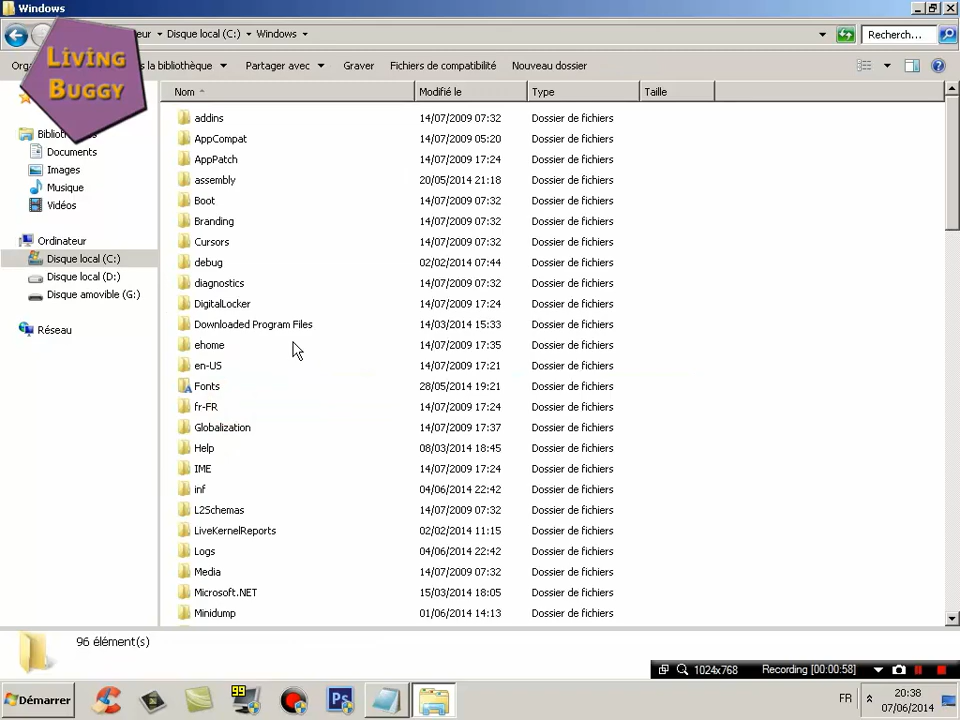 Windows
eur ▸ Disque local (C:) ▸ Windows ▾
Recherch...
Living
Buggy
la bibliothèque
Partager avec
Graver
Fichiers de compatibilité
Nouveau dossier
Nom
Modifié le
Type
Taille
addins 14/07/2009 07:32 Dossier de fichiers
AppCompat 14/07/2009 05:20 Dossier de fichiers
AppPatch 14/07/2009 17:24 Dossier de fichiers
assembly 20/05/2014 21:18 Dossier de fichiers
Boot 14/07/2009 07:32 Dossier de fichiers
Branding 14/07/2009 07:32 Dossier de fichiers
Cursors 14/07/2009 07:32 Dossier de fichiers
debug 02/02/2014 07:44 Dossier de fichiers
diagnostics 14/07/2009 07:32 Dossier de fichiers
DigitalLocker 14/07/2009 17:24 Dossier de fichiers
Downloaded Program Files 14/03/2014 15:33 Dossier de fichiers
ehome 14/07/2009 17:35 Dossier de fichiers
en-US 14/07/2009 17:21 Dossier de fichiers
Fonts 28/05/2014 19:21 Dossier de fichiers
fr-FR 14/07/2009 17:24 Dossier de fichiers
Globalization 14/07/2009 17:37 Dossier de fichiers
Help 08/03/2014 18:45 Dossier de fichiers
IME 14/07/2009 17:24 Dossier de fichiers
inf 04/06/2014 22:42 Dossier de fichiers
L2Schemas 14/07/2009 07:32 Dossier de fichiers
LiveKernelReports 02/02/2014 11:15 Dossier de fichiers
Logs 04/06/2014 22:42 Dossier de fichiers
Media 14/07/2009 07:32 Dossier de fichiers
Microsoft.NET 15/03/2014 18:05 Dossier de fichiers
Minidump 01/06/2014 14:13 Dossier de fichiers
Documents
Images
Musique
Vidéos
Ordinateur
Disque local (C:)
Disque local (D:)
Disque amovible (G:)
Réseau
96 élément(s)
1024x768 Recording [00:00:58]
Démarrer
99
Ps
FR
20:38
07/06/2014